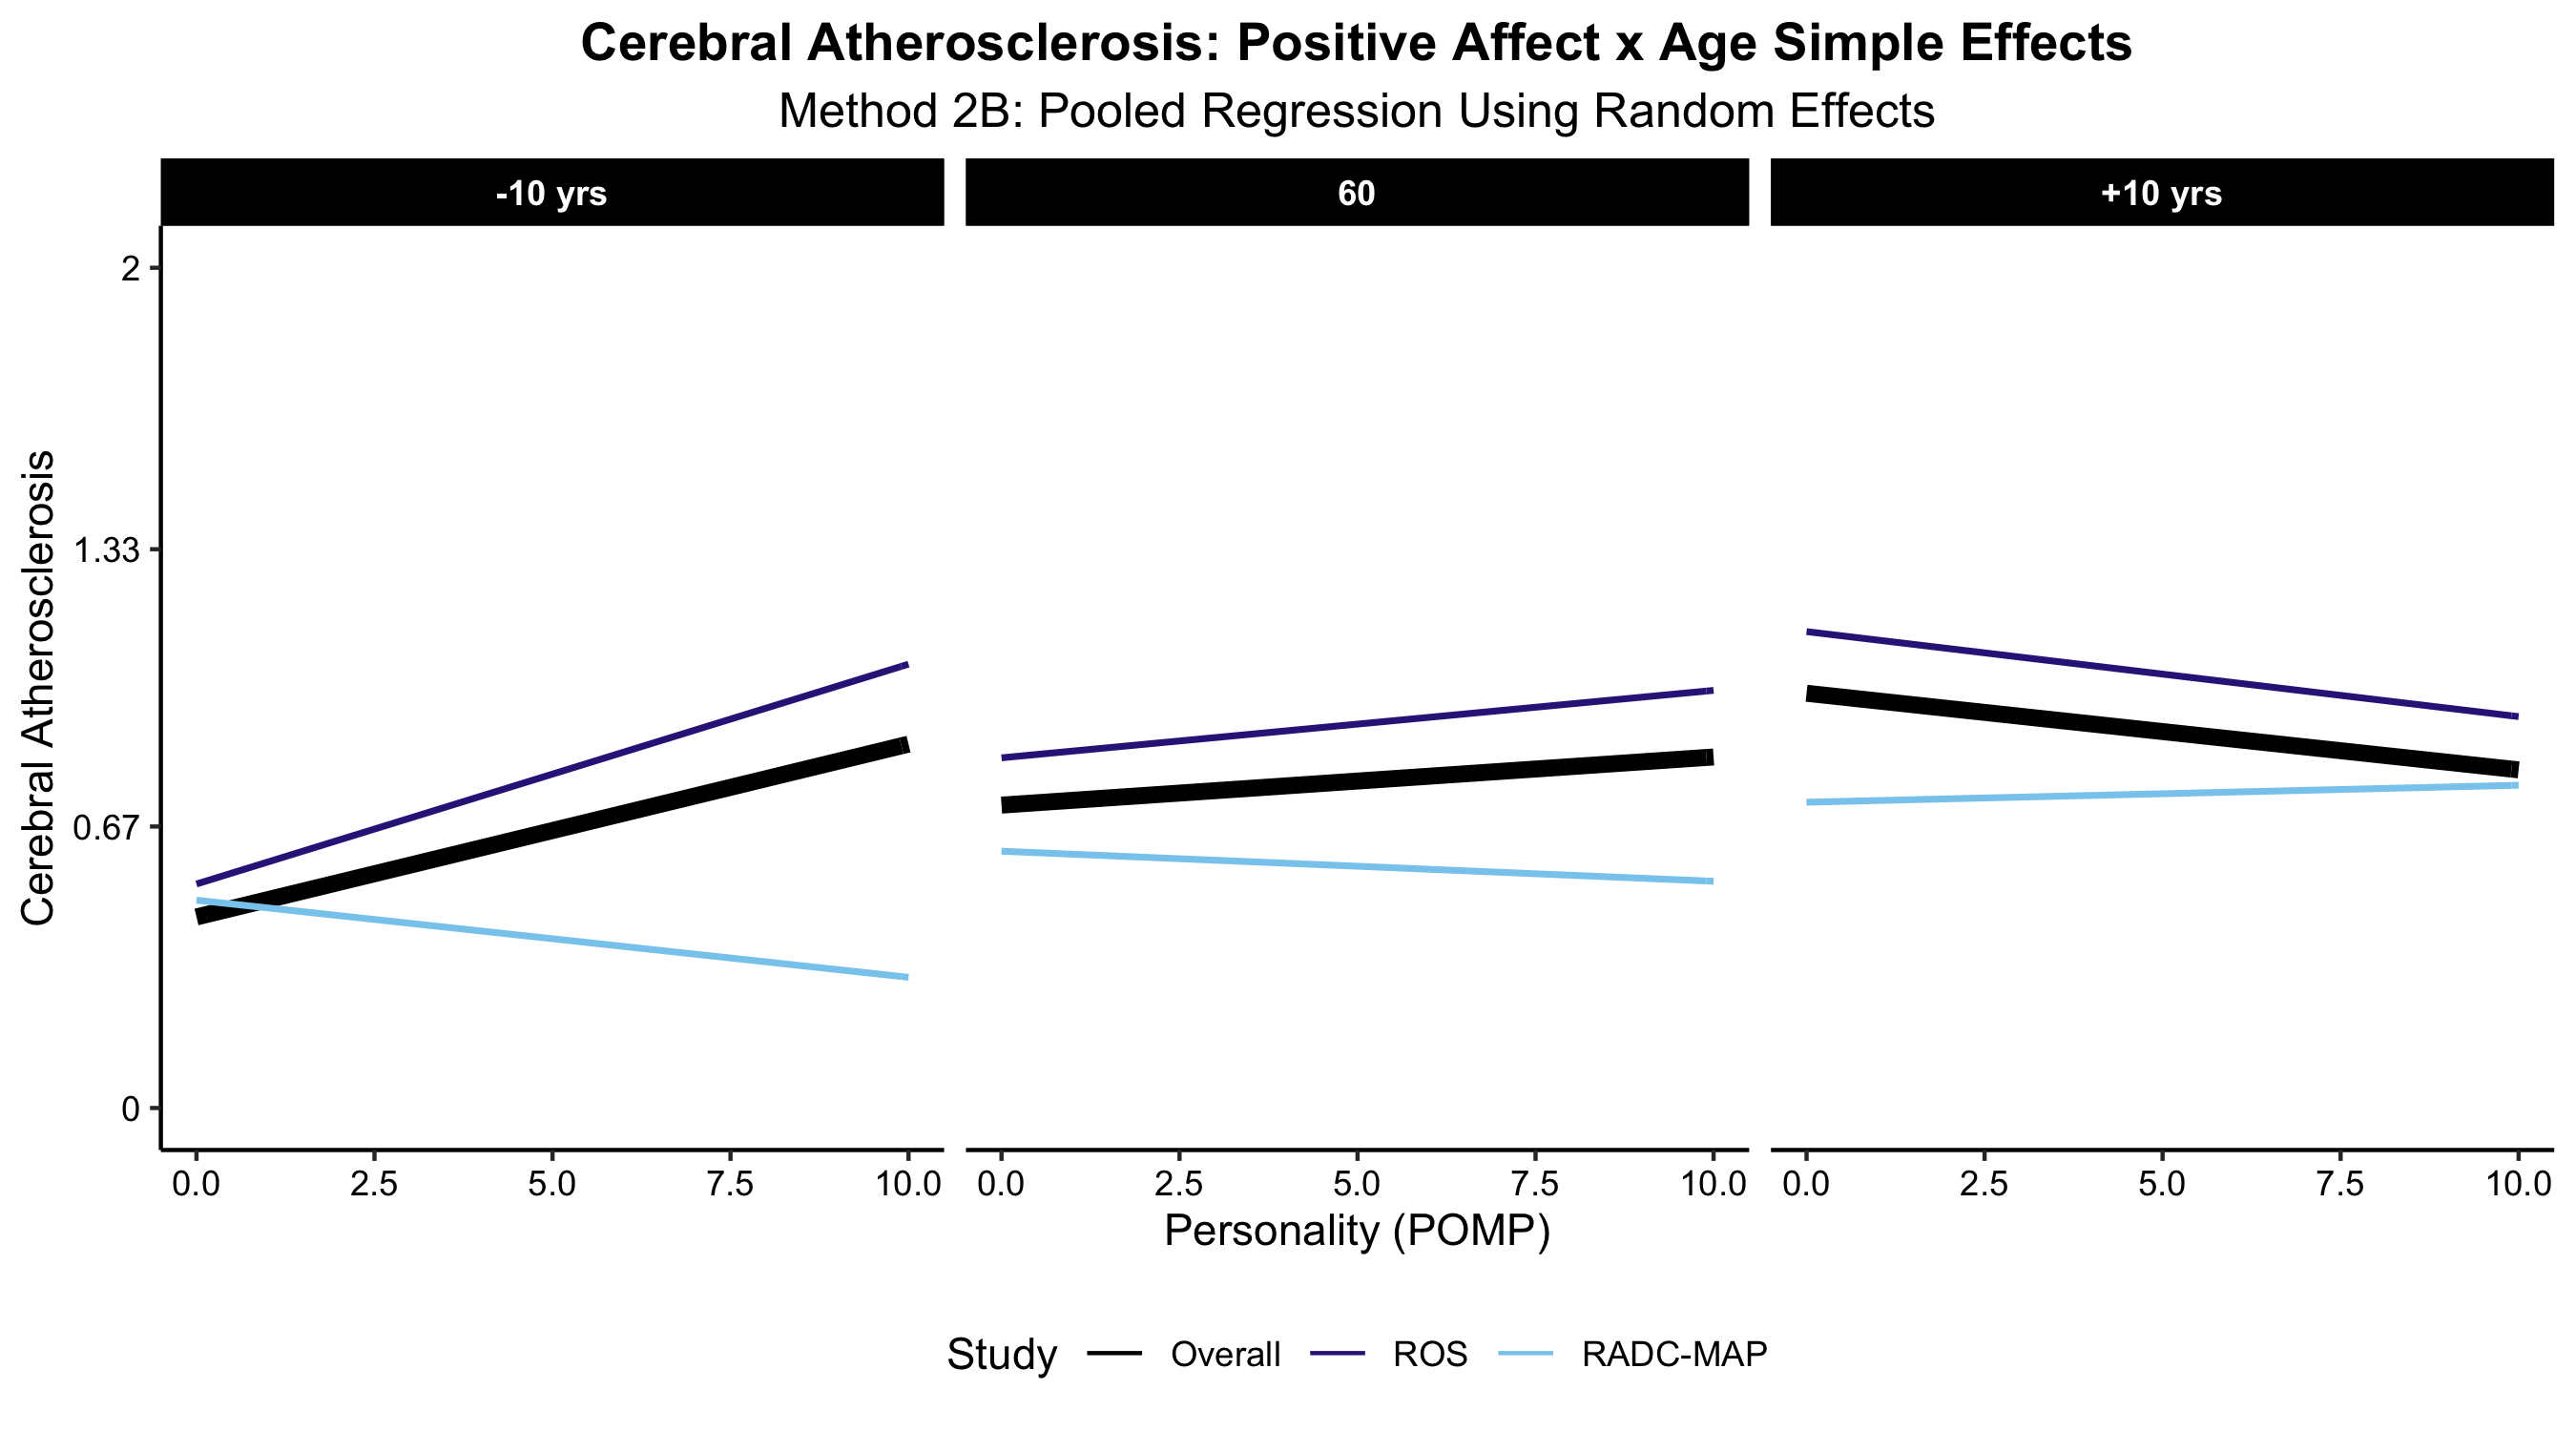 Cerebral Atherosclerosis: Positive Affect x Age Simple Effects
Method 2B: Pooled Regression Using Random Effects
-10 yrs 60 +10 yrs
Cerebral Atherosclerosis
2
1.33
0.67
0
0.0 2.5 5.0 7.5 10.0 0.0 2.5 5.0 7.5 10.0 0.0 2.5 5.0 7.5 10.0
Personality (POMP)
Study Overall ROS RADC-MAP